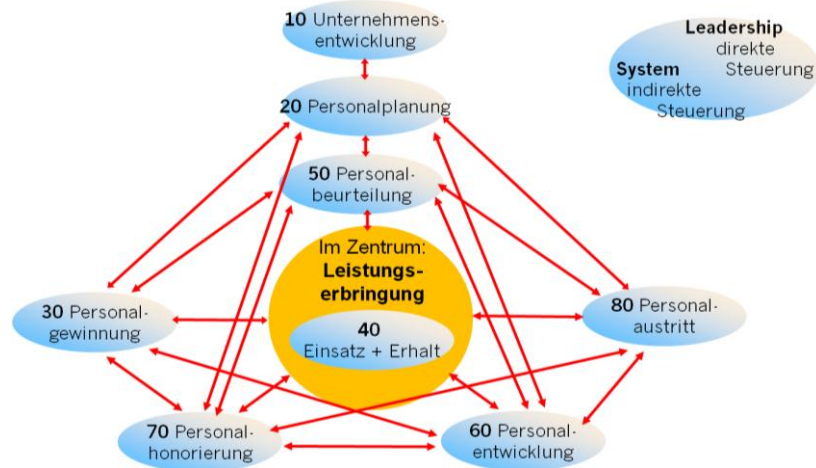 10 Unternehmens-
entwicklung
Leadership
direkte
Steuerung
System
indirekte
Steuerung
20 Personalplanung
50 Personal-
beurteilung
Im Zentrum:
Leistungs-
erbringung
30 Personal-
gewinnung
40
Einsatz + Erhalt
80 Personal-
austritt
70 Personal-
honorierung
60 Personal-
entwicklung